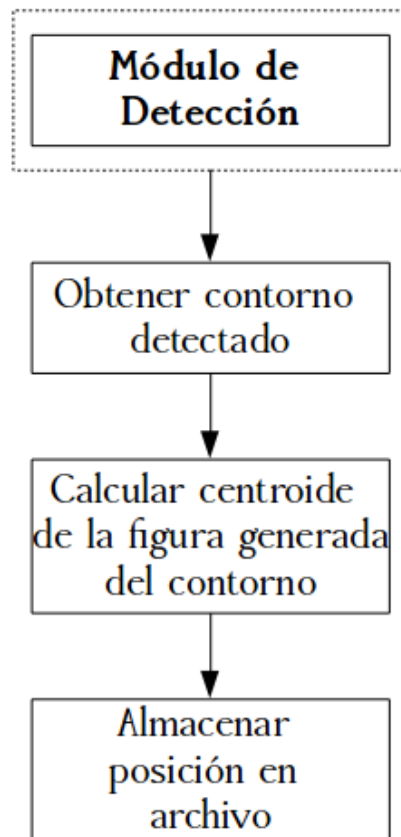 Módulo de
Detección
Obtener contorno
detectado
Calcular centroide
de la figura generada
del contorno
Almacenar
posición en
archivo